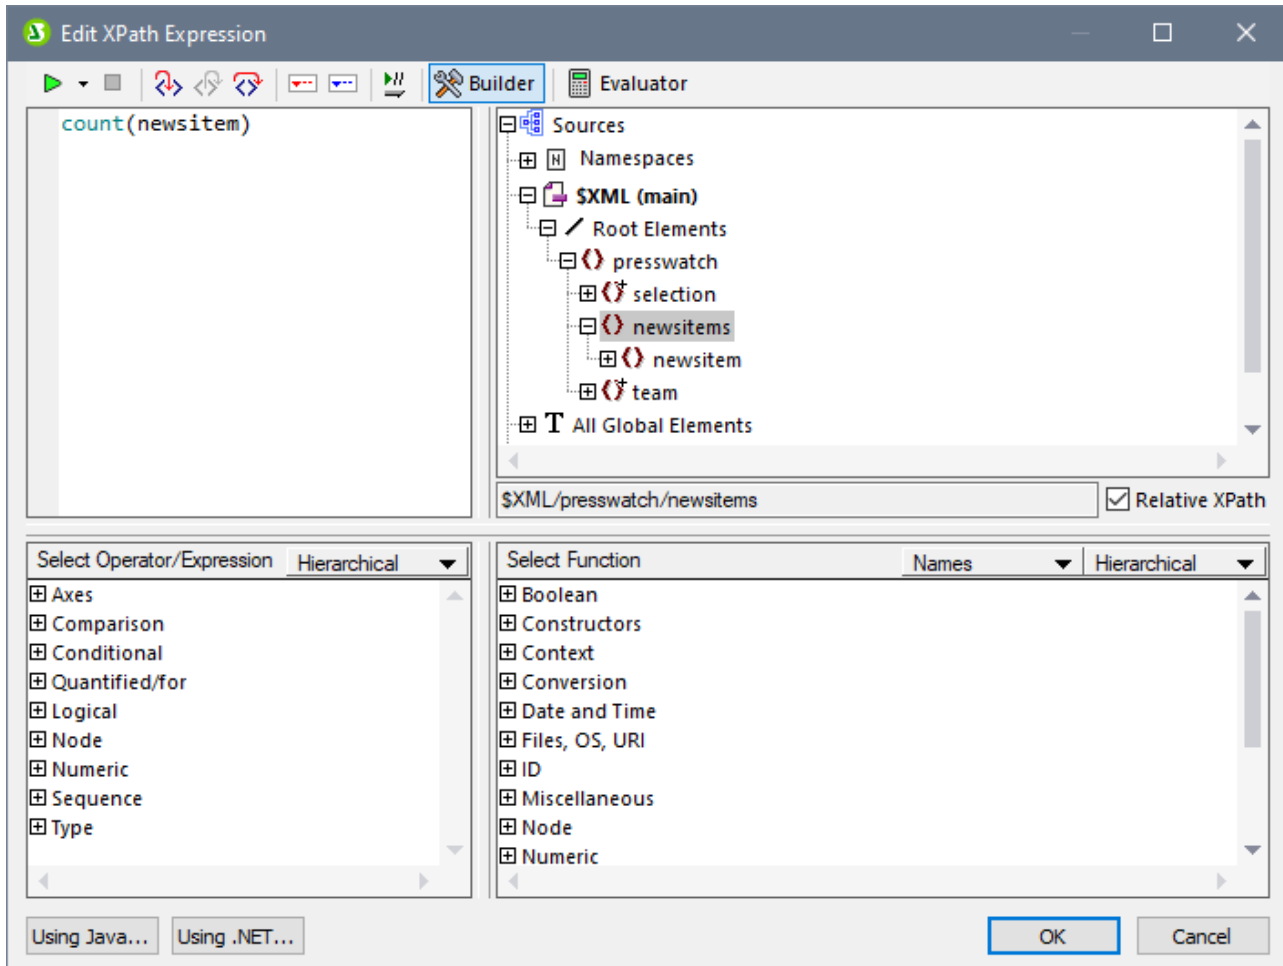 Edit XPath Expression
Builder
Evaluator
count(newsitem)
Sources
N Namespaces
$XML (main)
Root Elements
presswatch
selection
newsitems
newsitem
team
T All Global Elements
$XML/presswatch/newsitems
Relative XPath
Select Operator/Expression Hierarchical
Axes
Comparison
Conditional
Quantified/for
Logical
Node
Numeric
Sequence
Type
Select Function Names Hierarchical
Boolean
Constructors
Context
Conversion
Date and Time
Files, OS, URI
ID
Miscellaneous
Node
Numeric
Using Java...
Using .NET...
OK
Cancel